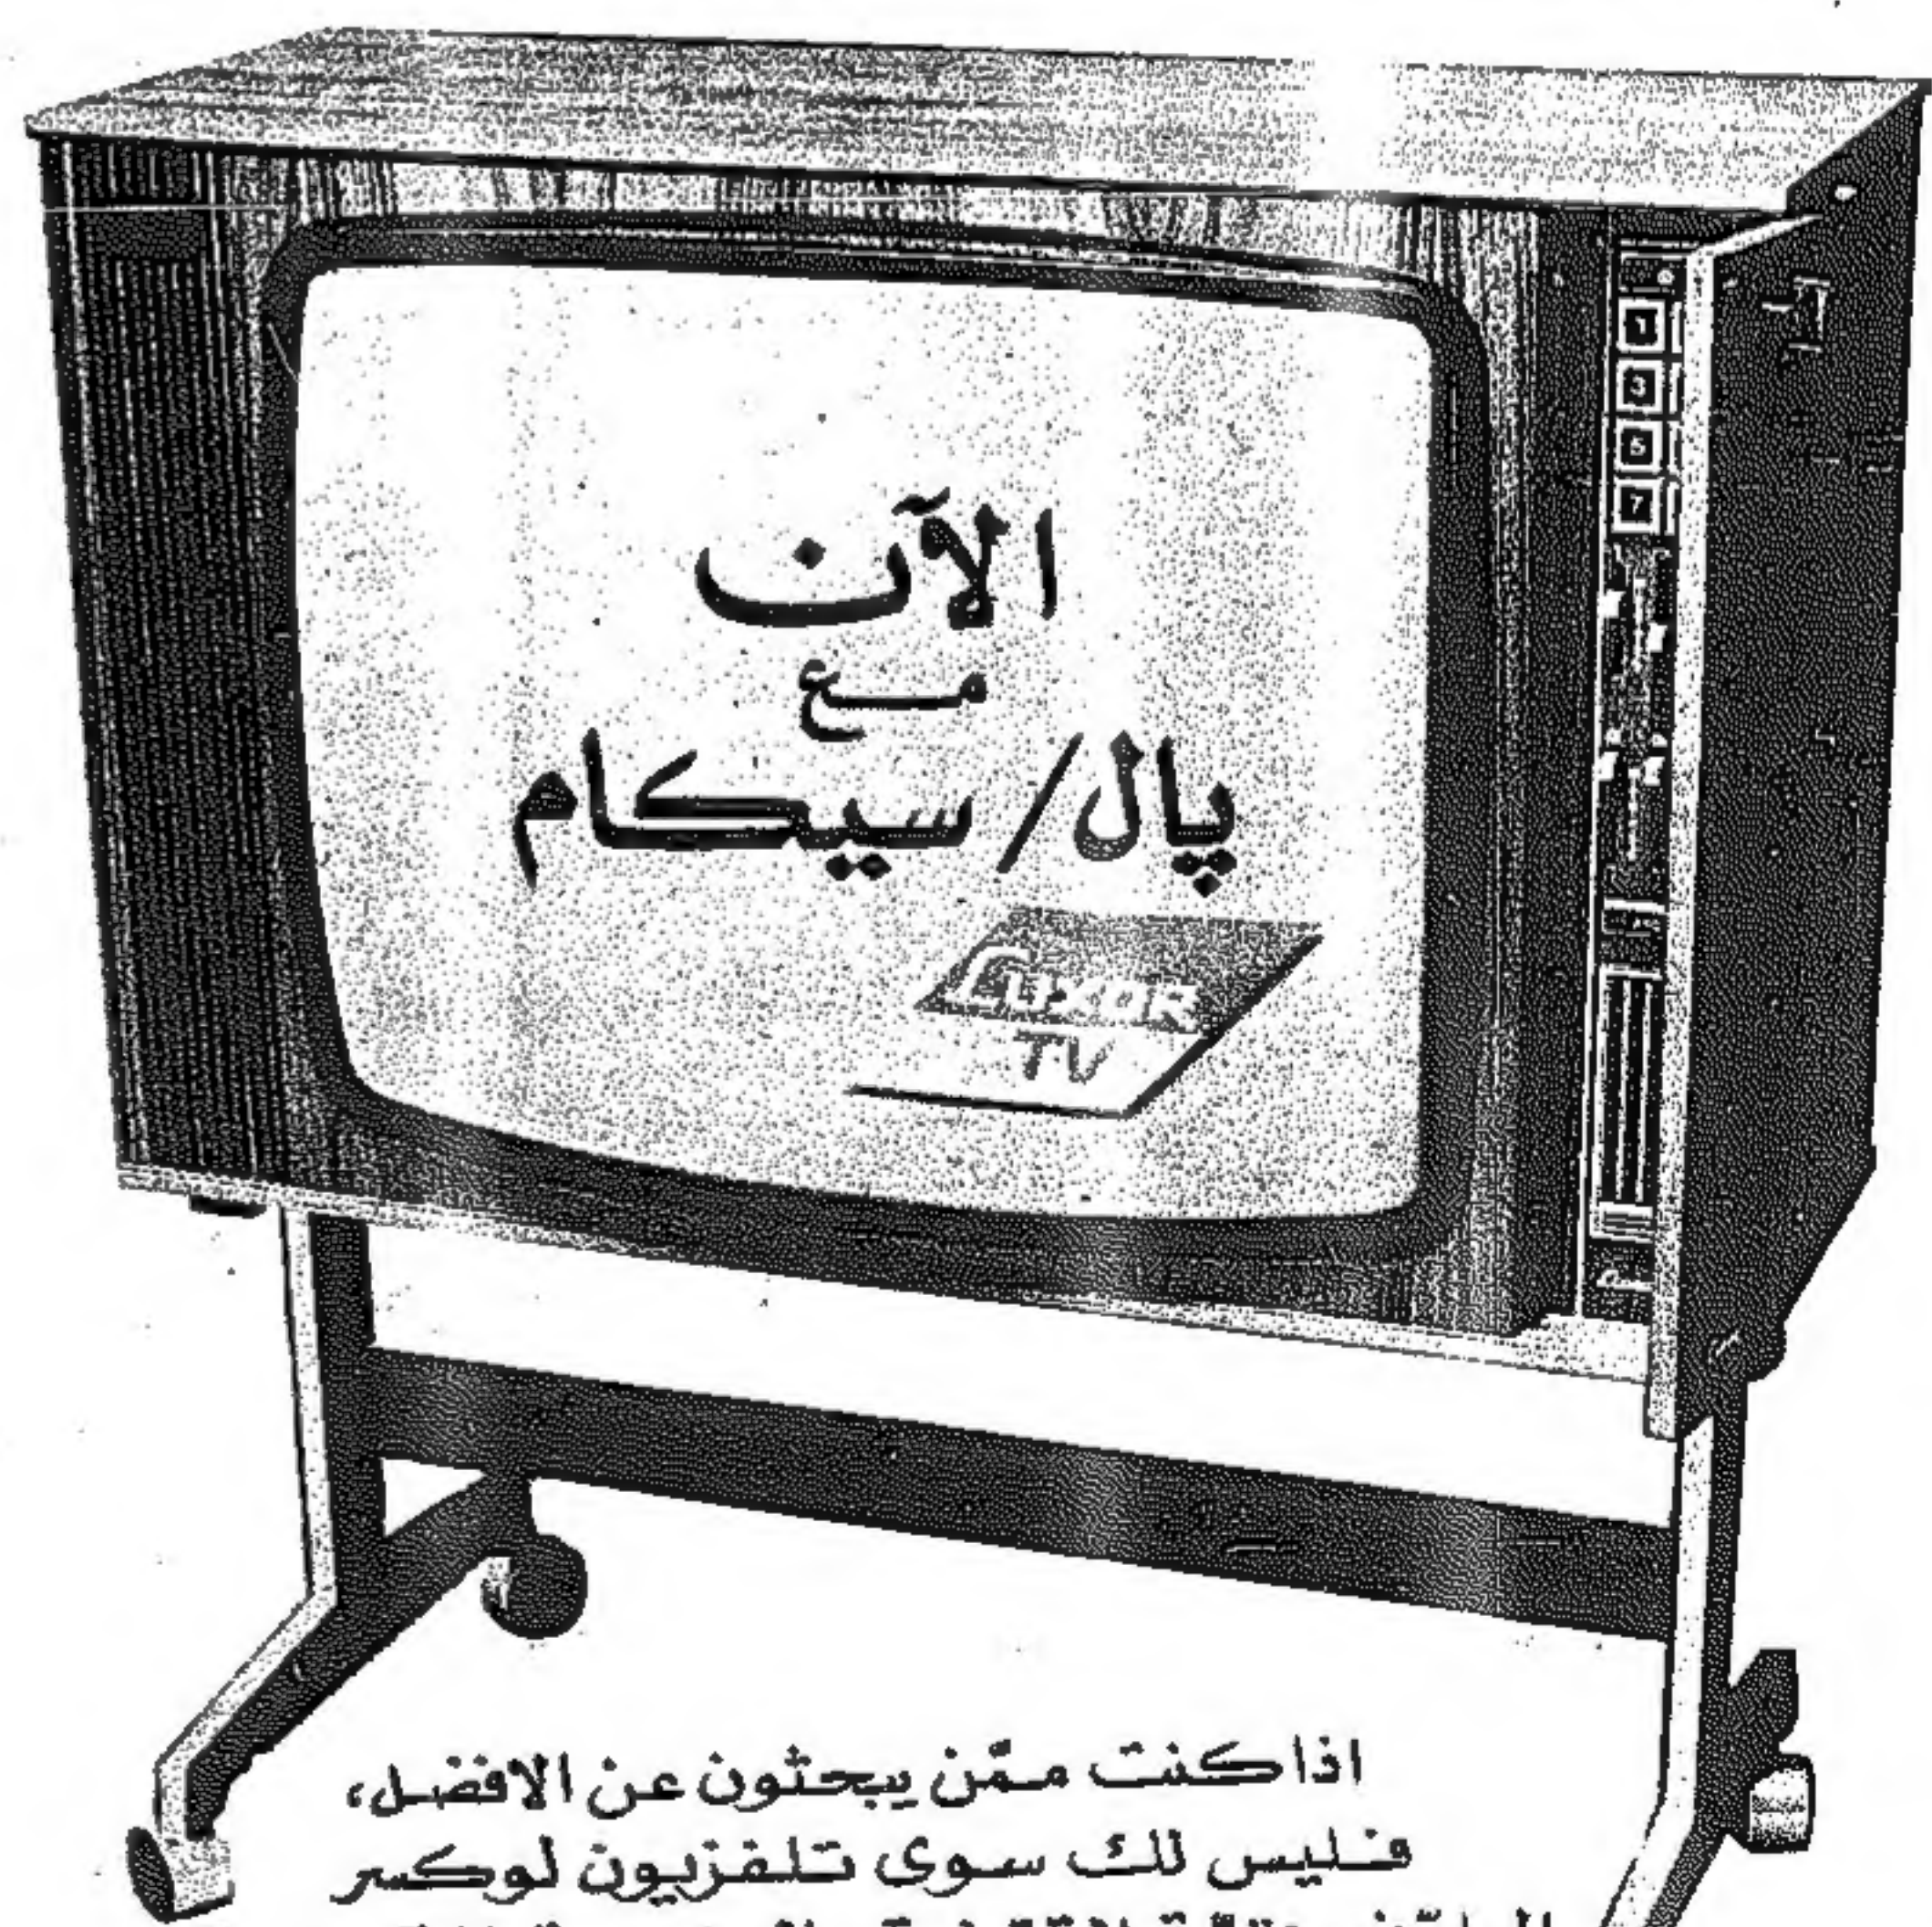 الآن
مع
پال/سيكام
Luxor
TV
1
3
5
7
اذا كنت ممّن يبحثون عن الافضل،
فليس لك سوى تلفزيون لوكسر